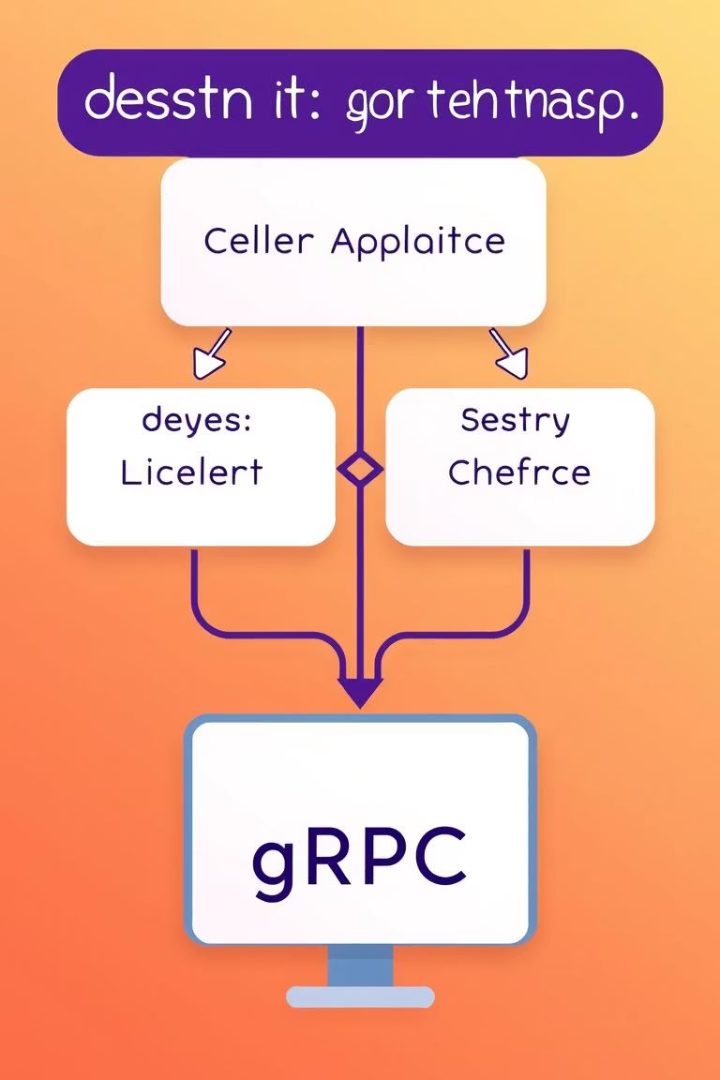 desstn it: gor tehtnasp.
Celler Applaitce
deyes:
Licelert
Sestry
Chefrce
gRPC